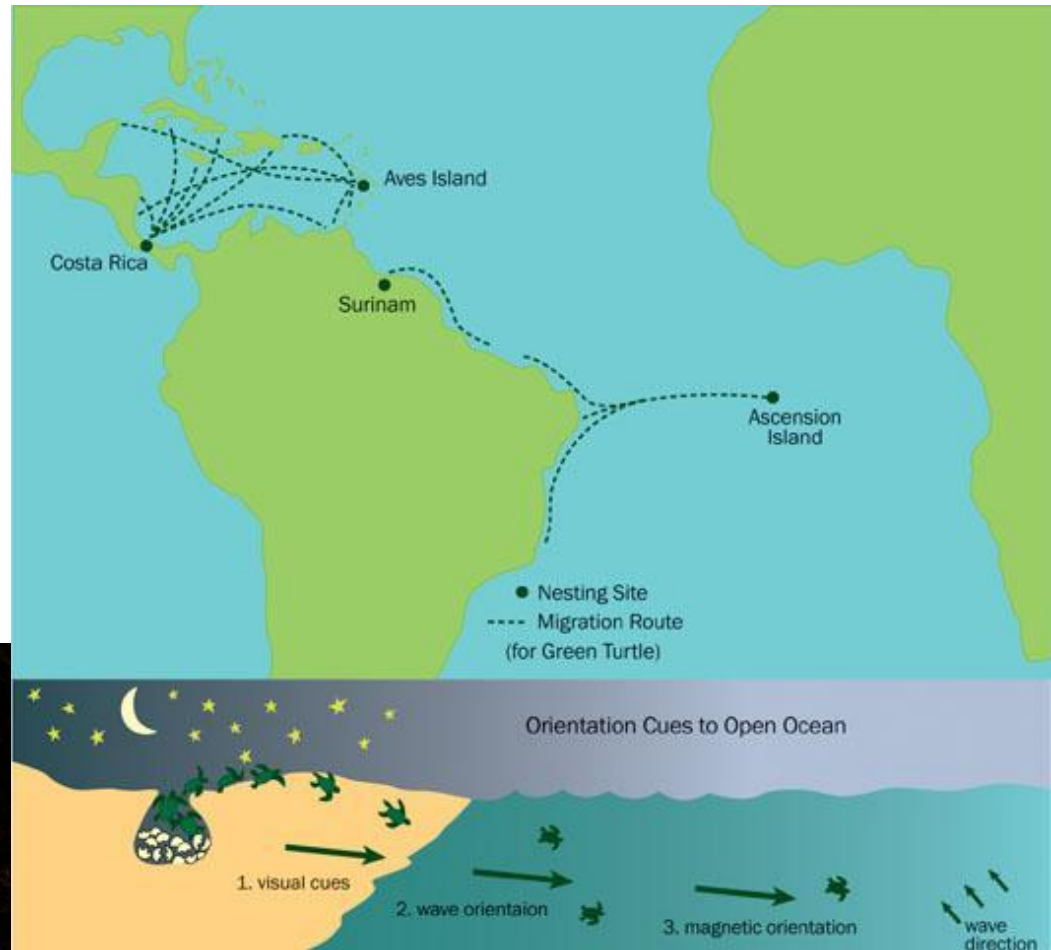 Aves Island
Costa Rica
Surinam
Ascension
Island
Nesting Site
Migration Route
(for Green Turtle)
Orientation Cues to Open Ocean
1. visual cues
2. wave orientaion
3. magnetic orientation
wave
direction